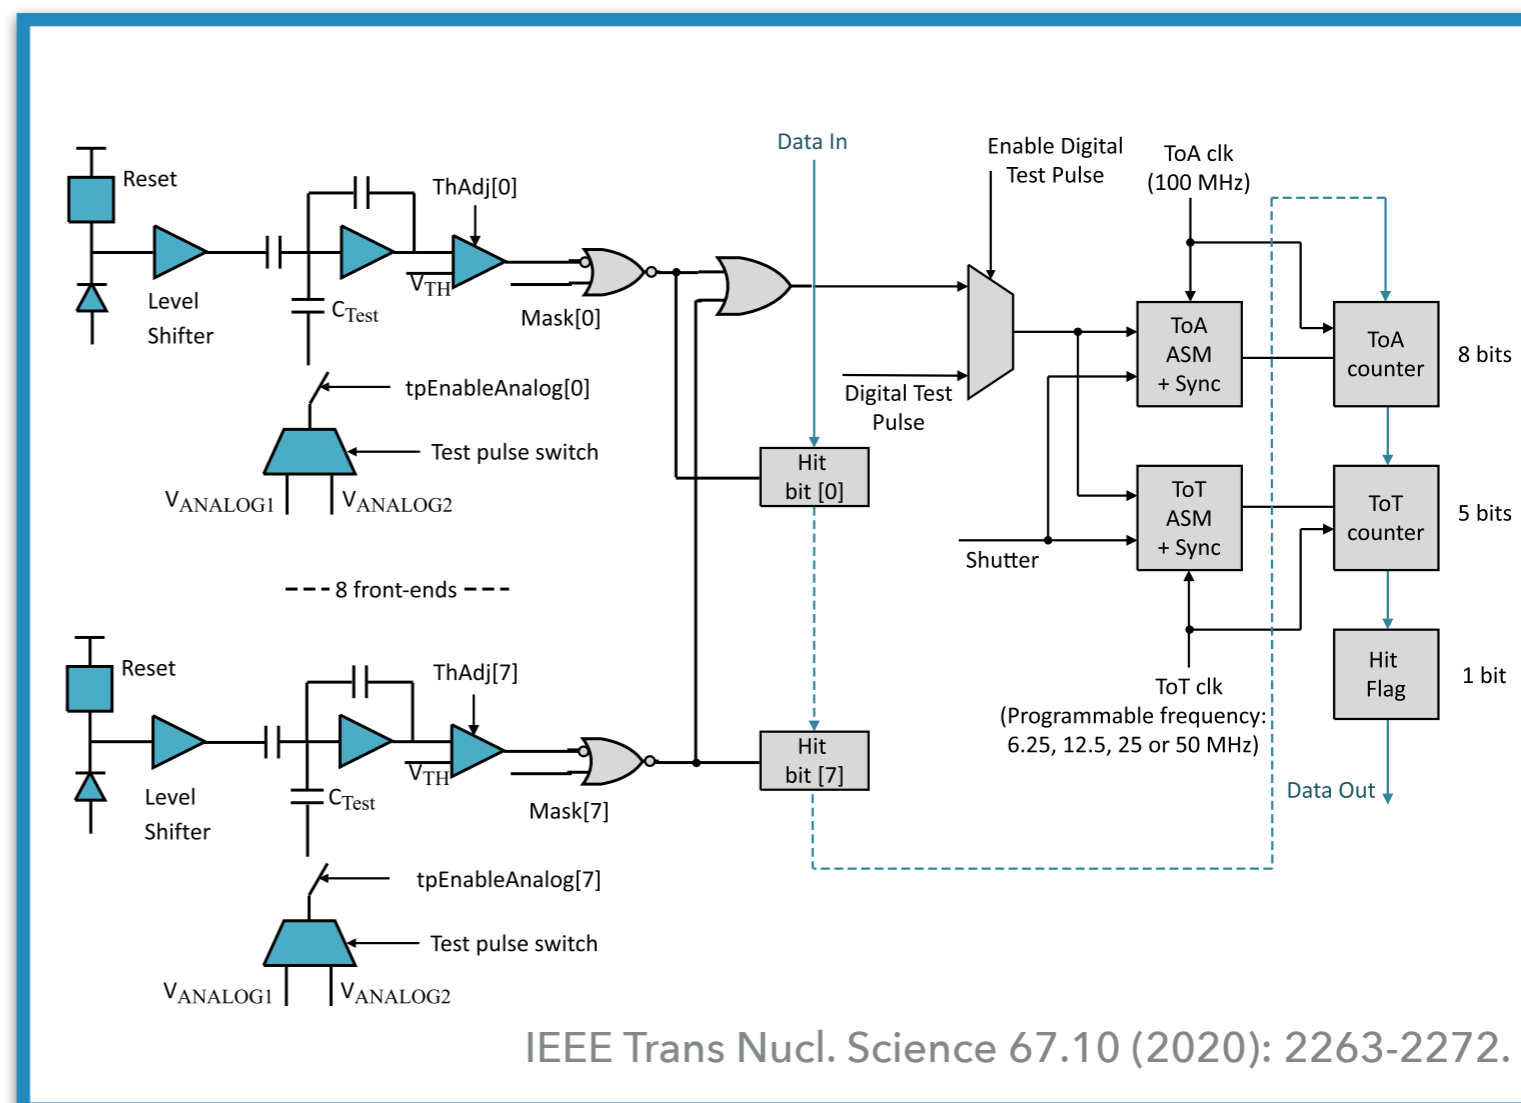 Data In
Enable Digital
Test Pulse
ToA clk
(100 MHz)
Reset
ThAdj[0]
VTH
Level
Shifter
CTest
Mask[0]
tpEnableAnalog[0]
Test pulse switch
VANALOG1
VANALOG2
Digital Test
Pulse
Hit
bit [0]
ToA
ASM
+ Sync
ToA
counter
8 bits
ToT
ASM
+ Sync
ToT
counter
5 bits
Shutter
8 front-ends
Reset
ThAdj[7]
VTH
Level
Shifter
CTest
Mask[7]
Hit
bit [7]
ToT clk
(Programmable frequency:
6.25, 12.5, 25 or 50 MHz)
Hit
Flag
1 bit
Data Out
tpEnableAnalog[7]
Test pulse switch
VANALOG1
VANALOG2
IEEE Trans Nucl. Science 67.10 (2020): 2263-2272.